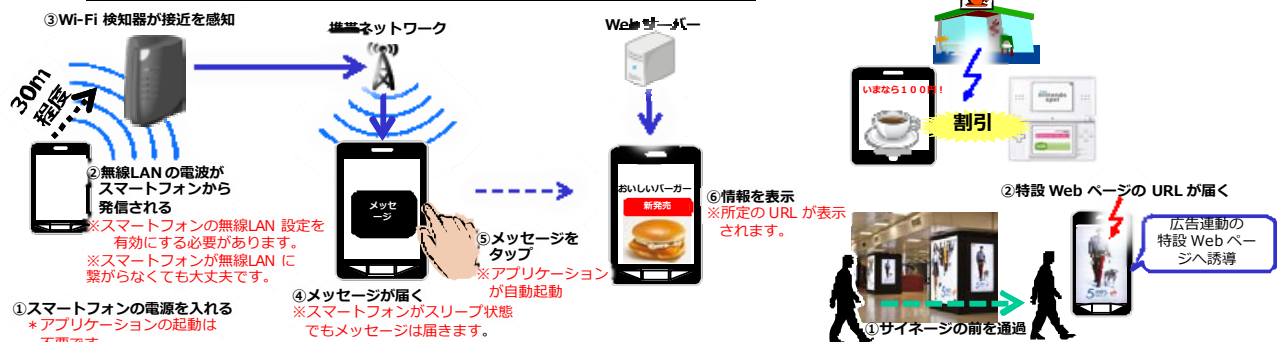 ③Wi-Fi 検知器が接近を感知
30m
程度
携帯ネットワーク
Web サーバー
②無線LAN の電波が
スマートフォンから
発信される
※スマートフォンの無線LAN 設定を
有効にする必要があります。
※スマートフォンが無線LAN に
繋がらなくても大丈夫です。
①スマートフォンの電源を入れる
＊アプリケーションの起動は
不要です
メッセ
ージ
④メッセージが届く
※スマートフォンがスリープ状態
でもメッセージは届きます。
⑤メッセージを
タップ
※アプリケーション
が自動起動
おいしいバーガー
新発売
⑥情報を表示
※所定の URL が表示
されます。
いまなら１００円！
割引
①サイネージの前を通過
②特設 Web ページの URL が届く
広告連動の
特設 Web ペー
ジへ誘導